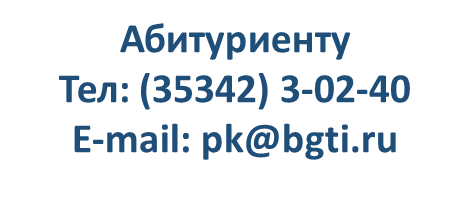 Абитуриенту
Тел: (35342) 3-02-40
E-mail: pk@bgti.ru